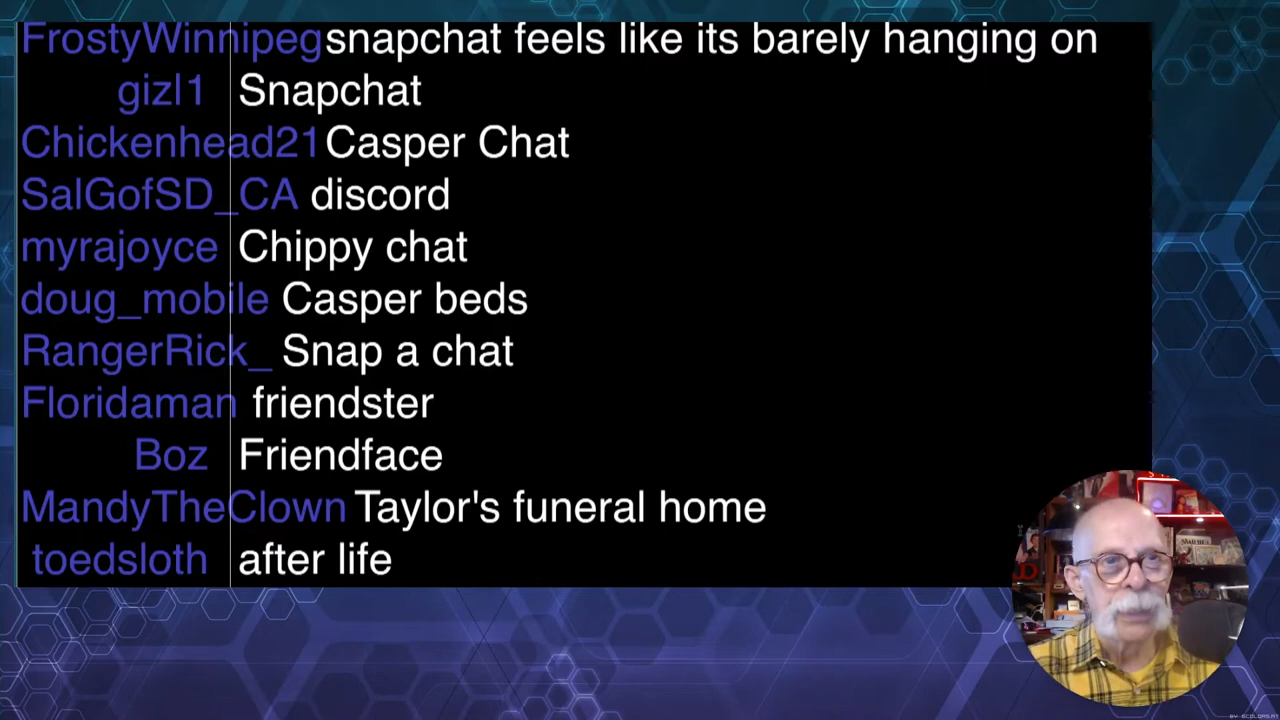 FrostyWinnipeg snapchat feels like its barely hanging on
gizl1 Snapchat
Chickenhead21 Casper Chat
SalGofSD_CA discord
myrajoyce Chippy chat
doug_mobile Casper beds
RangerRick_ Snap a chat
Floridaman friendster
Boz Friendface
MandyTheClown Taylor's funeral home
toedsloth after life